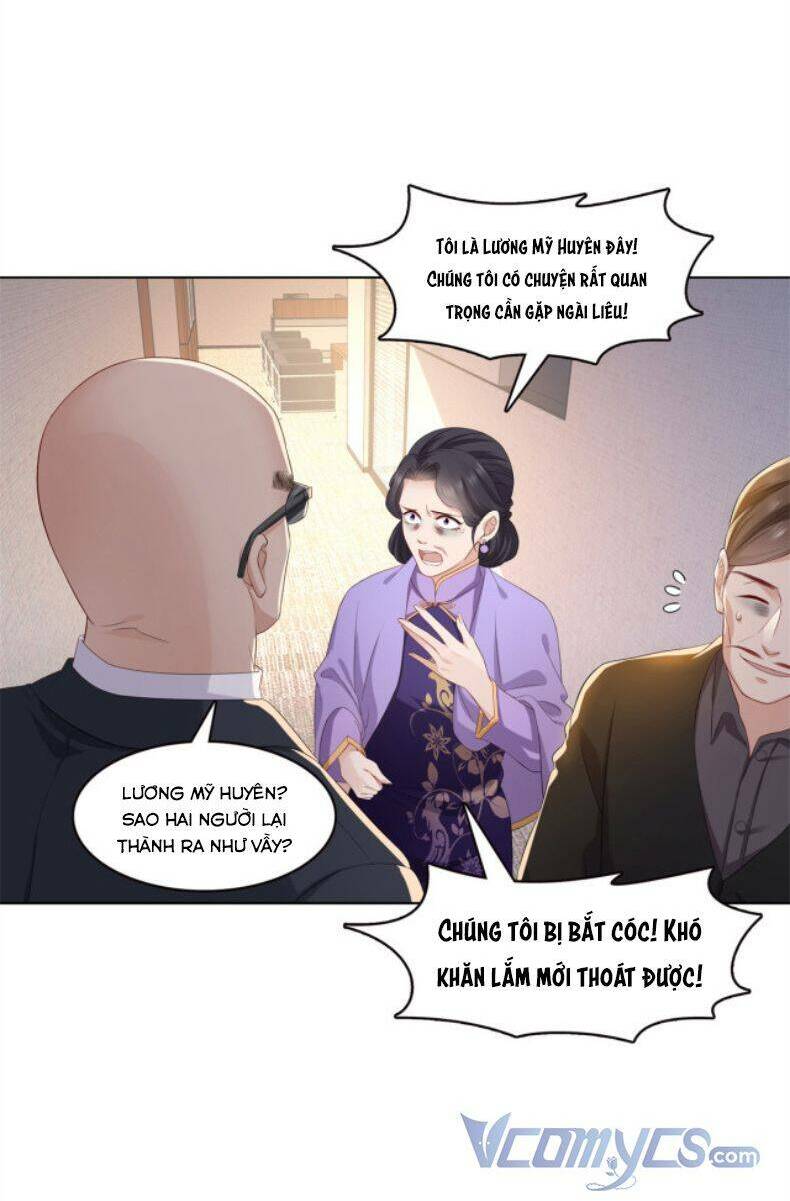 Tôi là Lương Mỹ Huyên đây!
Chúng tôi có chuyện rất quan
trọng cần gặp ngài Liêu!
Lương Mỹ Huyên?
Sao hai người lại
thành ra như vầy?
Chúng tôi bị bắt cóc! Khó
khăn lắm mới thoát được!
Vcomycs.com